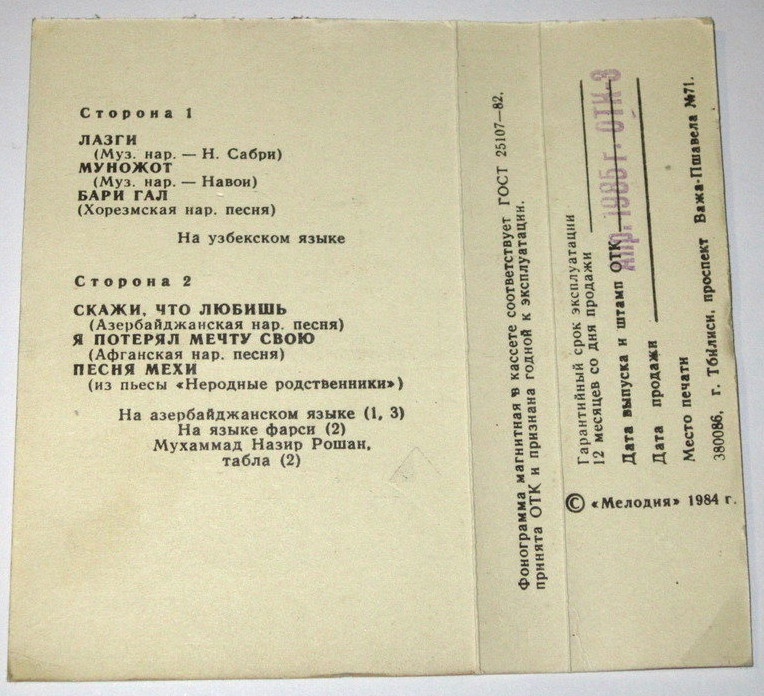 Сторона 1
ЛАЗГИ
(Муз. нар. — Н. Сабри)
МУНОЖОТ
(Муз. нар. — Навои)
БАРИ ГАЛ
(Хорезмская нар. песня)
На узбекском языке
Сторона 2
СКАЖИ, ЧТО ЛЮБИШЬ
(Азербайджанская нар. песня)
Я ПОТЕРЯЛ МЕЧТУ СВОЮ
(Афганская нар. песня)
ПЕСНЯ МЕХИ
(из пьесы «Неродные родственники»)
На азербайджанском языке (1, 3)
На языке фарси (2)
Мухаммад Назир Рошан,
табла (2)
Фонограмма магнитная в кассете соответствует ГОСТ 25107—82,
принята ОТК и признана годной к эксплуатации.
Гарантийный срок эксплуатации
12 месяцев со дня продажи
Дата выпуска и штамп ОТК
Апр. 1985 г. ОТК-3
Дата продажи
Место печати
380086, г. Тбилиси, проспект Важа-Пшавела №71.
© «Мелодия» 1984 г.